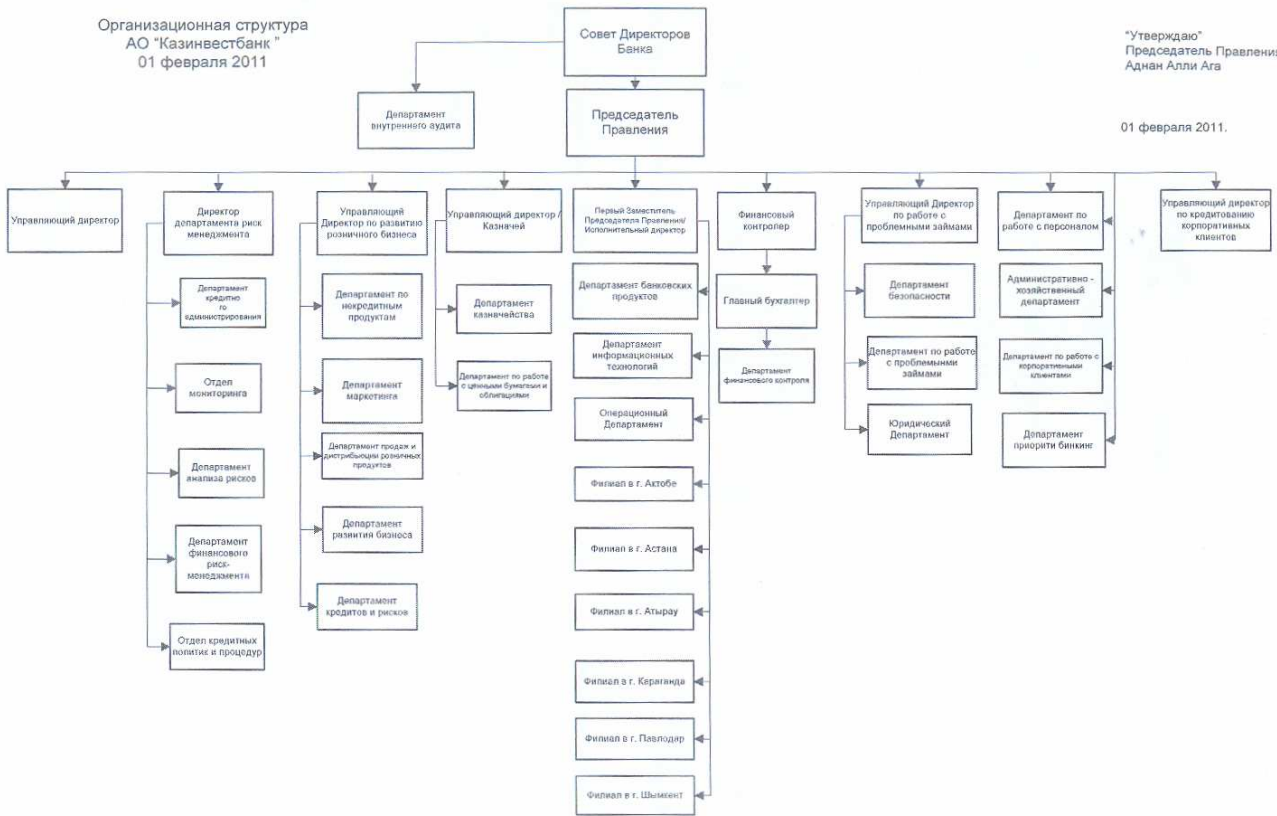 Организационная структура
АО "Казинвестбанк "
01 февраля 2011
"Утверждаю"
Председатель Правления
Аднан Алли Ага
01 февраля 2011.
Совет Директоров
Банка
Департамент
внутреннего аудита
Председатель
Правления
Управляющий директор
Директор
департамента риск
менеджмента
Управляющий
Директор по развитию
розничного бизнеса
Управляющий директор /
Казначей
Первый Заместитель
Председателя Правления/
Исполнительный директор
Финансовый
контролер
Управляющий Директор
по работе с
проблемными займами
Департамент по
работе с персоналом
Управляющий директор
по кредитованию
корпоративных
клиентов
Департамент
кредитно
го
администрирования
Отдел
мониторинга
Департамент
анализа рисков
Департамент
финансового
риск-
менеджмента
Отдел кредитных
политик и процедур
Департамент по
некредитным
продуктам
Департамент
маркетинга
Департамент продаж и
дистрибьюции розничных
продуктов
Департамент
развития бизнеса
Департамент
кредитов и рисков
Департамент
казначейства
Департамент по работе
с ценными бумагами и
облигациями
Департамент банковских
продуктов
Департамент
информационных
технологий
Операционный
Департамент
Филиал в г. Актобе
Филиал в г. Астана
Филиал в г. Атырау
Филиал в г. Караганда
Филиал в г. Павлодар
Филиал в г. Шымкент
Главный бухгалтер
Департамент
финансового контроля
Департамент
безопасности
Департамент по работе
с проблемными
займами
Юридический
Департамент
Административно -
хозяйственный
департамент
Департамент по работе с
корпоративными
клиентами
Департамент
приорити бинкинг